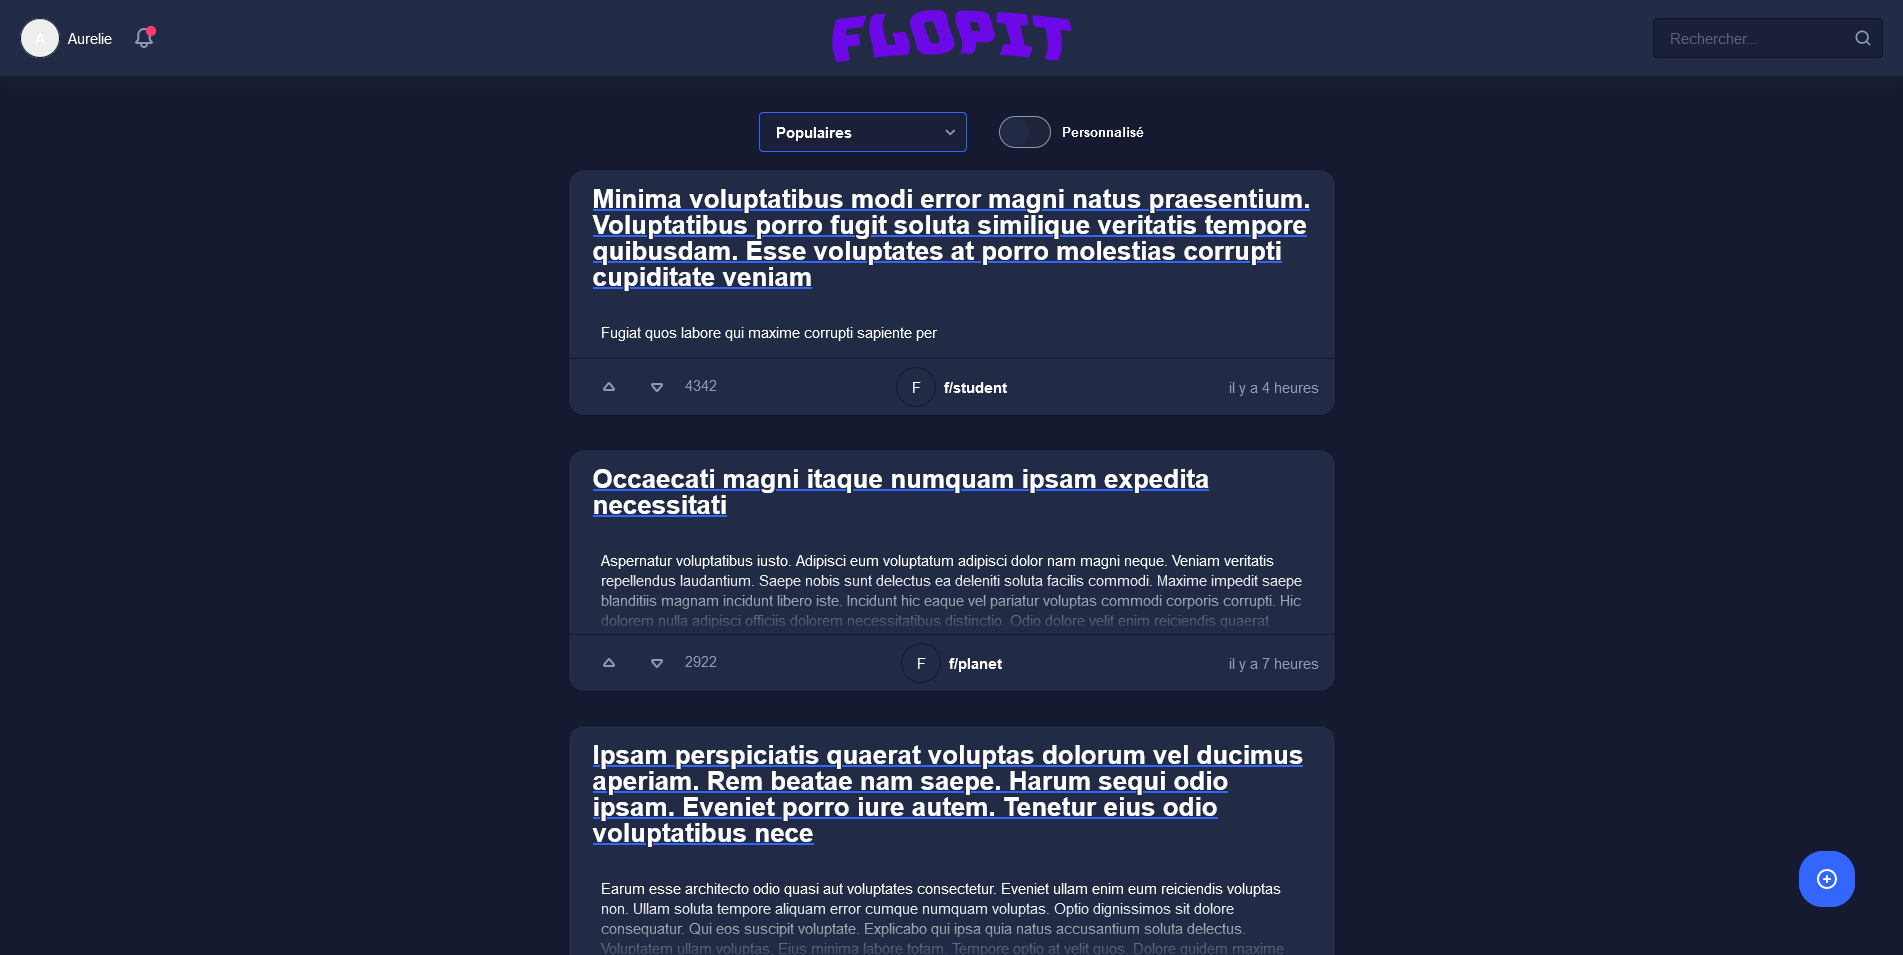 A Aurelie
FLOPIT
Rechercher...
Populaires
Personnalisé
Minima voluptatibus modi error magni natus praesentium.
Voluptatibus porro fugit soluta similique veritatis tempore
quibusdam. Esse voluptates at porro molestias corrupti
cupiditate veniam
Fugiat quos labore qui maxime corrupti sapiente per
4342
F f/student
il y a 4 heures
Occaecati magni itaque numquam ipsam expedita
necessitati
Aspernatur voluptatibus iusto. Adipisci eum voluptatum adipisci dolor nam magni neque. Veniam veritatis
repellendus laudantium. Saepe nobis sunt delectus ea deleniti soluta facilis commodi. Maxime impedit saepe
blanditiis magnam incidunt libero iste. Incidunt hic eaque vel pariatur voluptas commodi corporis corrupti. Hic
dolorem nulla adipisci officiis dolorem necessitatibus distinctio. Odio dolore velit enim reiciendis quaerat
2922
F f/planet
il y a 7 heures
Ipsam perspiciatis quaerat voluptas dolorum vel ducimus
aperiam. Rem beatae nam saepe. Harum sequi odio
ipsam. Eveniet porro iure autem. Tenetur eius odio
voluptatibus nece
Earum esse architecto odio quasi aut voluptates consectetur. Eveniet ullam enim eum reiciendis voluptas
non. Ullam soluta tempore aliquam error cumque numquam voluptas. Optio dignissimos sit dolore
consequatur. Qui eos suscipit voluptate. Explicabo qui ipsa quia natus accusantium soluta delectus.
Voluptatem ullam voluptas. Eius minima labore totam. Tempore optio at velit quos. Dolore quidem maxime